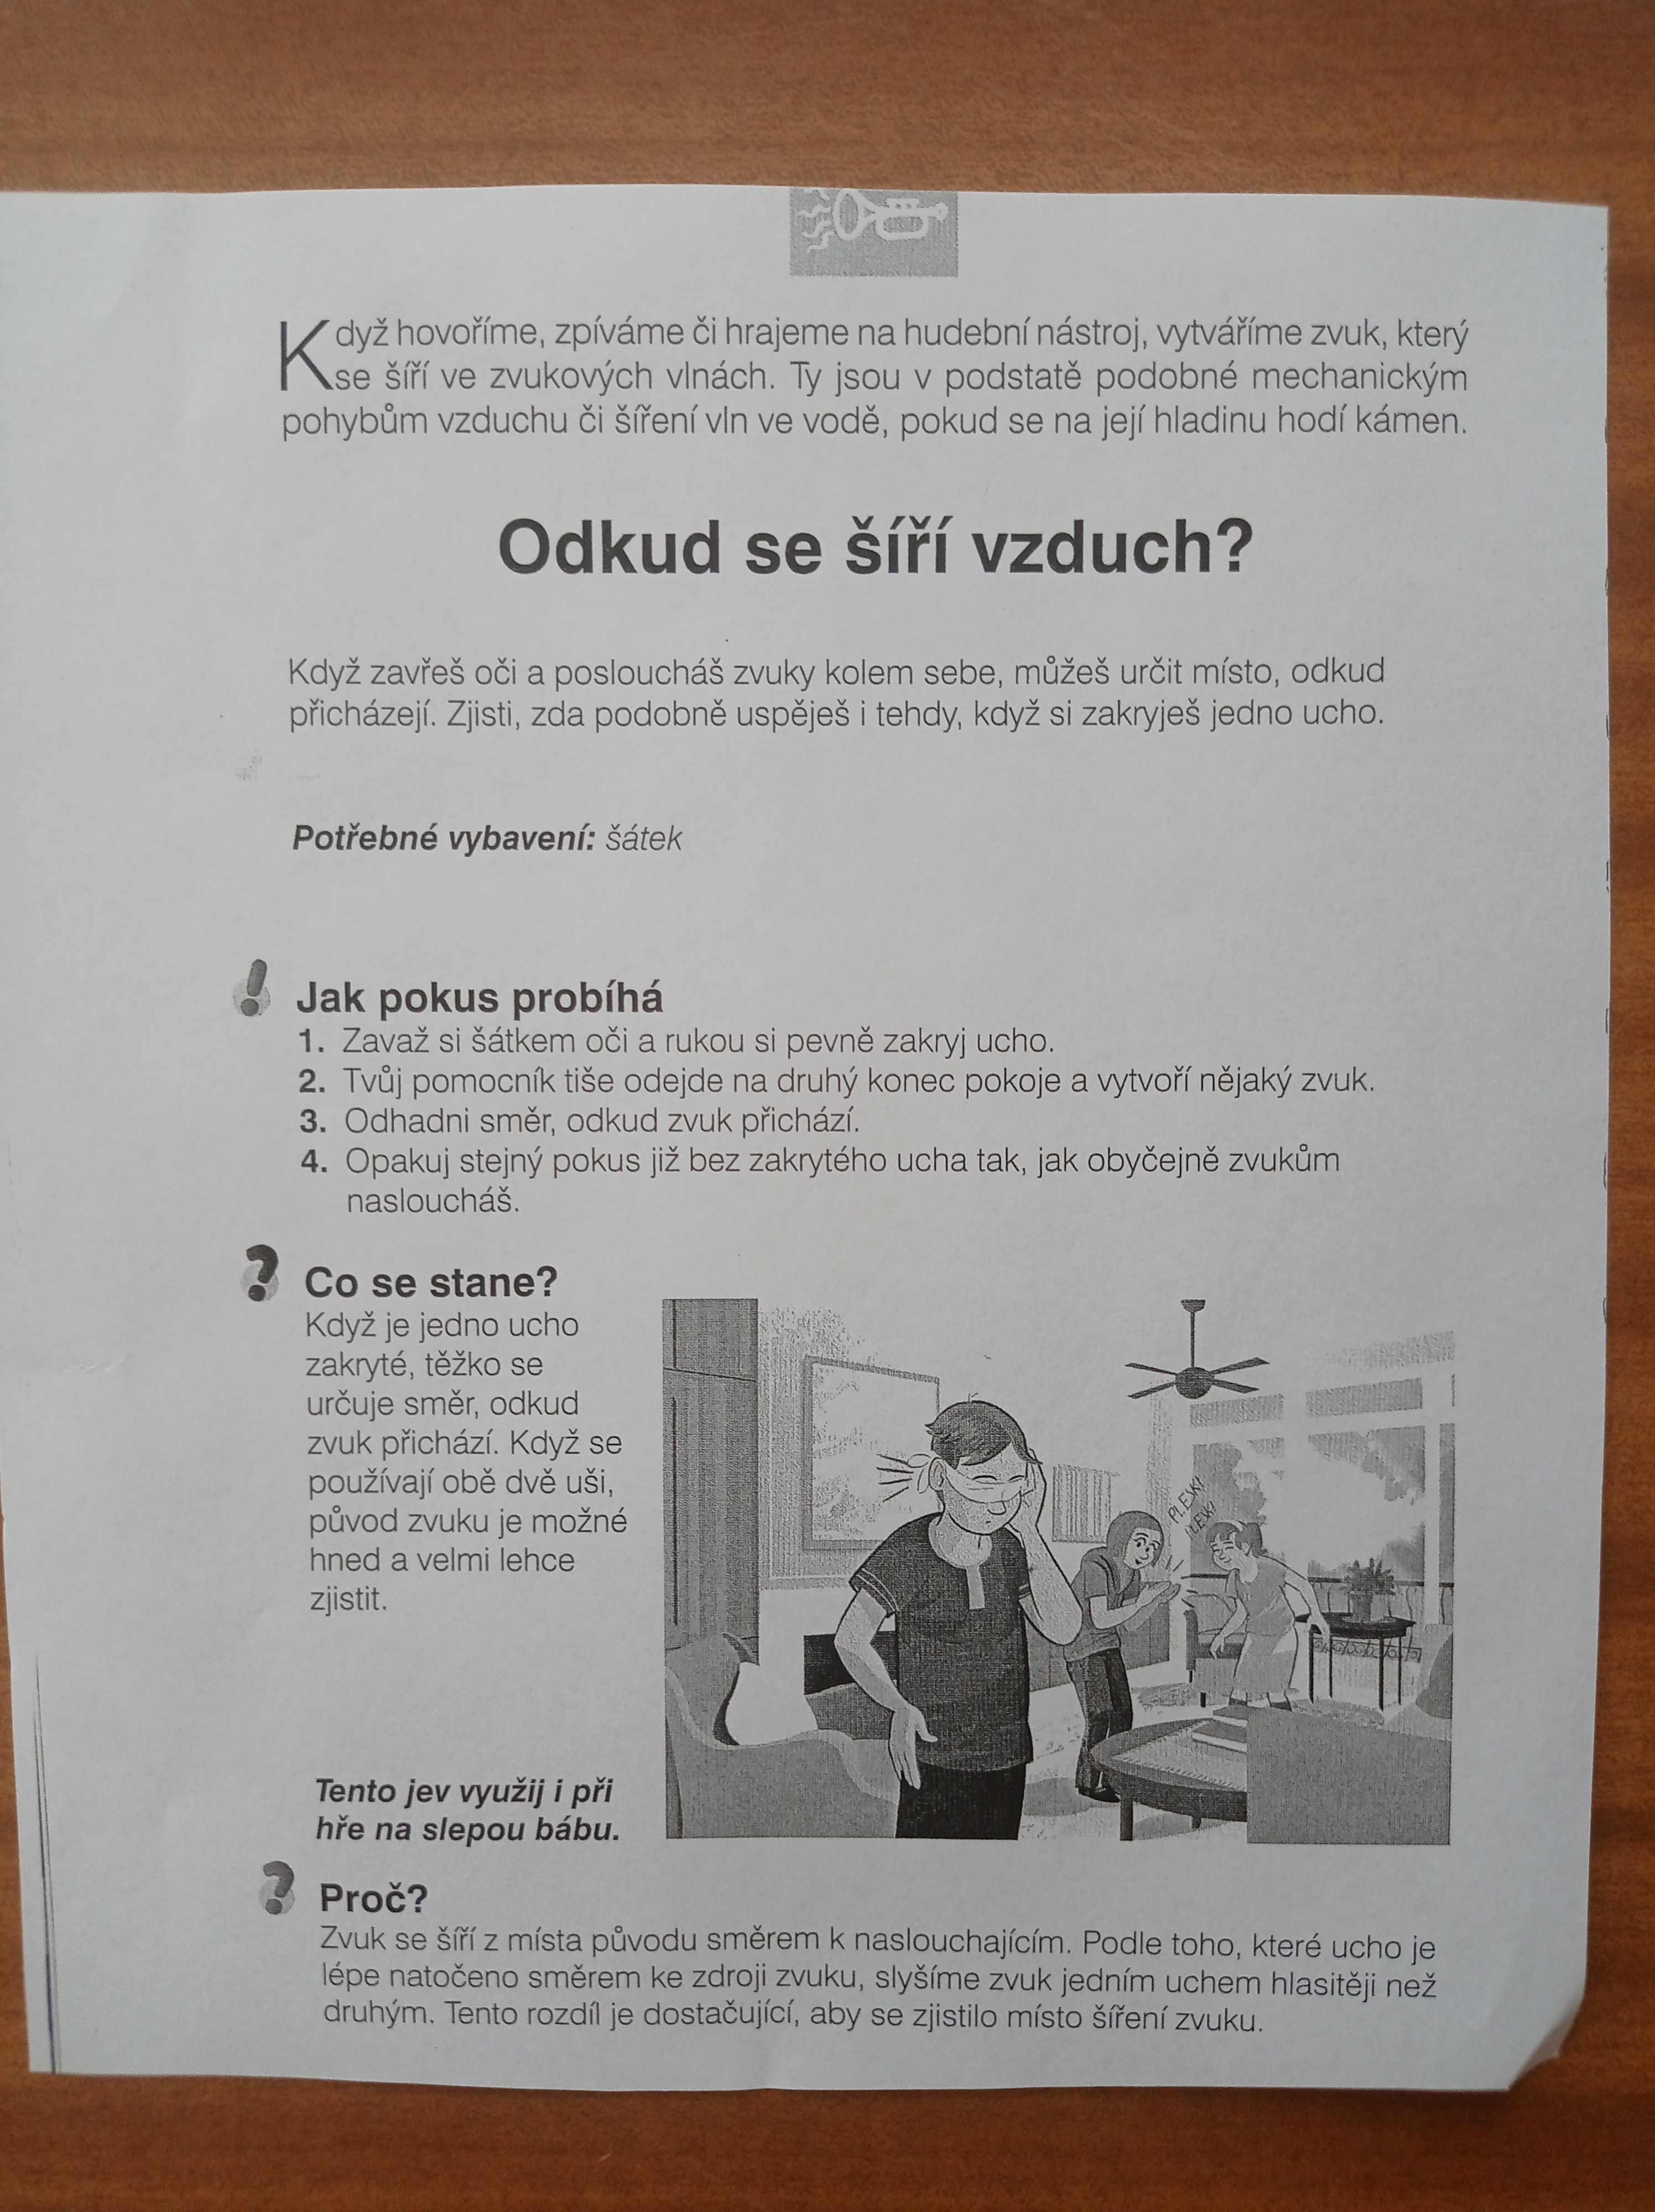 Když hovoříme, zpíváme či hrajeme na hudební nástroj, vytváříme zvuk, který
se šíří ve zvukových vlnách. Ty jsou v podstatě podobné mechanickým
pohybům vzduchu či šíření vln ve vodě, pokud se na její hladinu hodí kámen.
Odkud se šíří vzduch?
Když zavřeš oči a posloucháš zvuky kolem sebe, můžeš určit místo, odkud
přicházejí. Zjisti, zda podobně uspěješ i tehdy, když si zakryješ jedno ucho.
Potřebné vybavení: šátek
! Jak pokus probíhá
1. Zavaž si šátkem oči a rukou si pevně zakryj ucho.
2. Tvůj pomocník tiše odejde na druhý konec pokoje a vytvoří nějaký zvuk.
3. Odhadni směr, odkud zvuk přichází.
4. Opakuj stejný pokus již bez zakrytého ucha tak, jak obyčejně zvukům
nasloucháš.
? Co se stane?
Když je jedno ucho
zakryté, těžko se
určuje směr, odkud
zvuk přichází. Když se
používají obě dvě uši,
původ zvuku je možné
hned a velmi lehce
zjistit.
PLESK!
LESK!
Tento jev využij i při
hře na slepou bábu.
? Proč?
Zvuk se šíří z místa původu směrem k naslouchajícím. Podle toho, které ucho je
lépe natočeno směrem ke zdroji zvuku, slyšíme zvuk jedním uchem hlasitěji než
druhým. Tento rozdíl je dostačující, aby se zjistilo místo šíření zvuku.